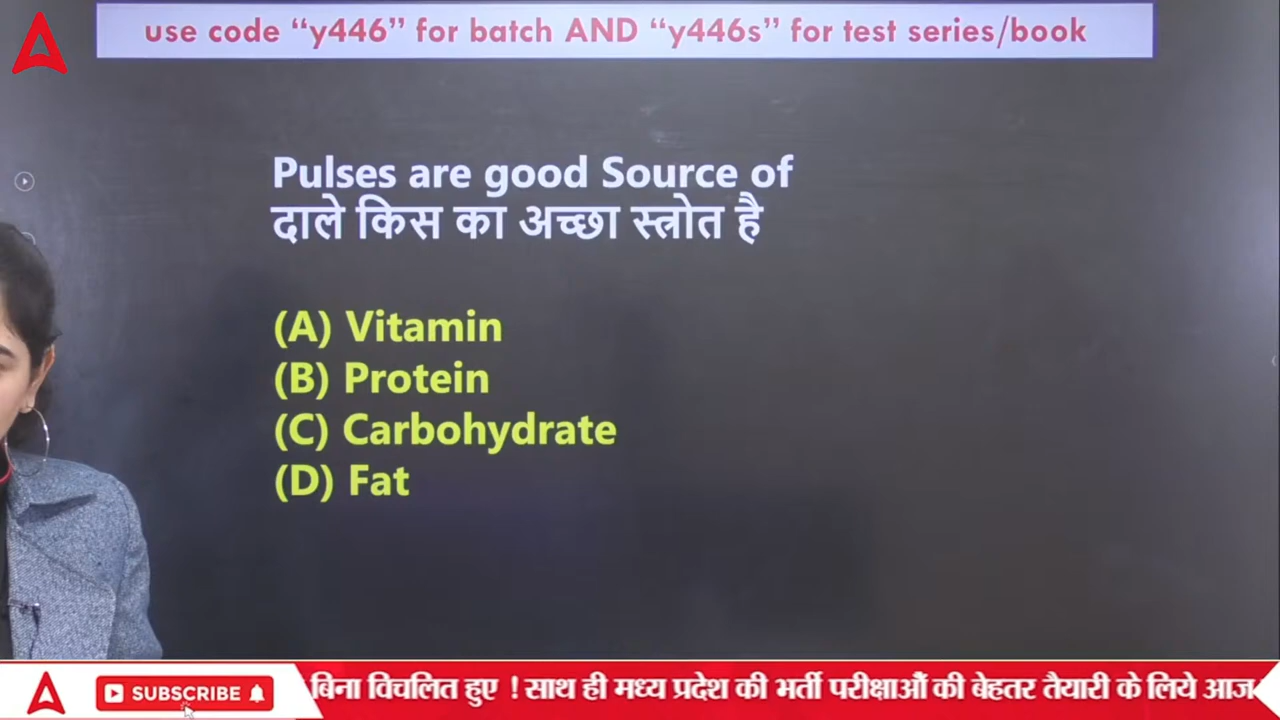 use code “y446” for batch AND “y446s” for test series/book
Pulses are good Source of
दाले किस का अच्छा स्त्रोत है
(A) Vitamin
(B) Protein
(C) Carbohydrate
(D) Fat
SUBSCRIBE
बिना विचलित हुए ! साथ ही मध्य प्रदेश की भर्ती परीक्षाओं की बेहतर तैयारी के लिये आज